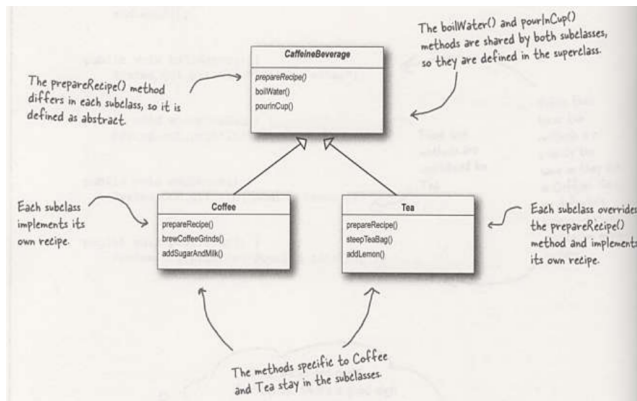 The boilWater() and pourInCup()
methods are shared by both subclasses,
so they are defined in the superclass.
CaffeineBeverage
prepareRecipe()
boilWater()
pourInCup()
The prepareRecipe() method
differs in each subclass, so it is
defined as abstract.
Each subclass
implements its
own recipe.
Coffee
prepareRecipe()
brewCoffeeGrinds()
addSugarAndMilk()
Tea
prepareRecipe()
steepTeaBag()
addLemon()
Each subclass overrides
the prepareRecipe()
method and implements
its own recipe.
The methods specific to Coffee
and Tea stay in the subclasses.